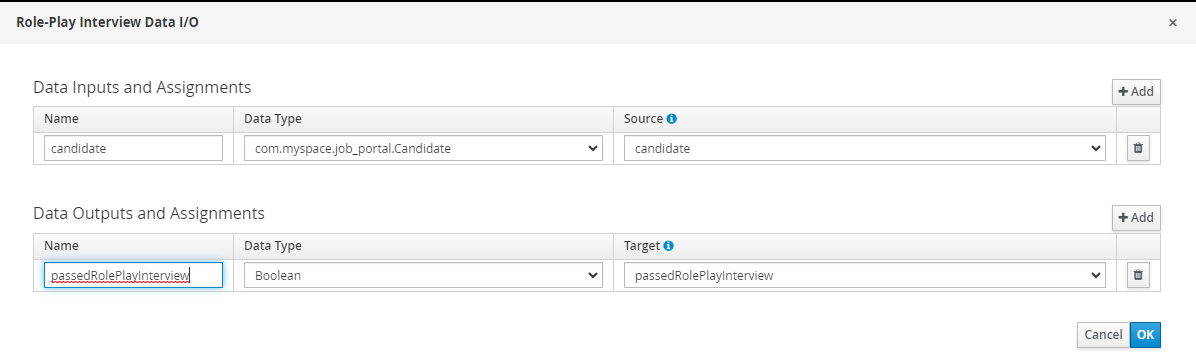 Role-Play Interview Data I/O
×
Data Inputs and Assignments
+ Add
Name Data Type Source
candidate com.myspace.job_portal.Candidate candidate
Data Outputs and Assignments
+ Add
Name Data Type Target
passedRolePlayInterview Boolean passedRolePlayInterview
Cancel OK